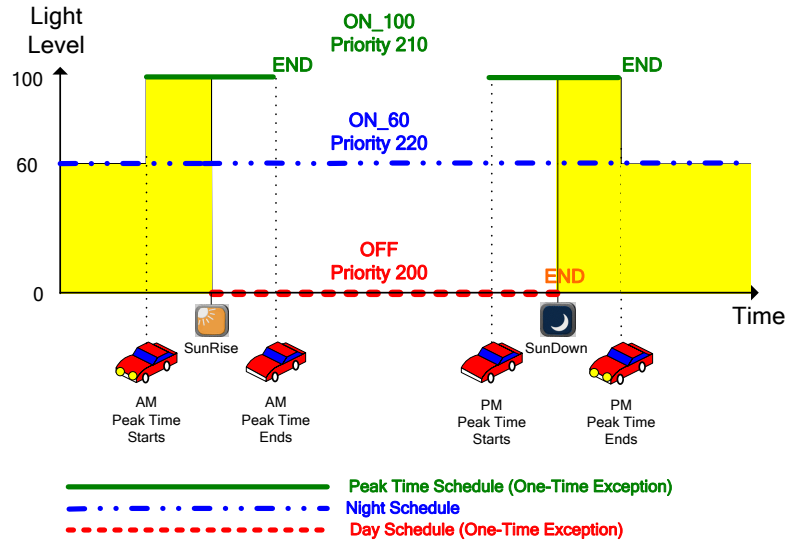 Light
Level
ON_100
Priority 210
END
END
100
ON_60
Priority 220
60
OFF
Priority 200
END
0
Time
SunRise
SunDown
AM
Peak Time
Starts
AM
Peak Time
Ends
PM
Peak Time
Starts
PM
Peak Time
Ends
Peak Time Schedule (One-Time Exception)
Night Schedule
Day Schedule (One-Time Exception)